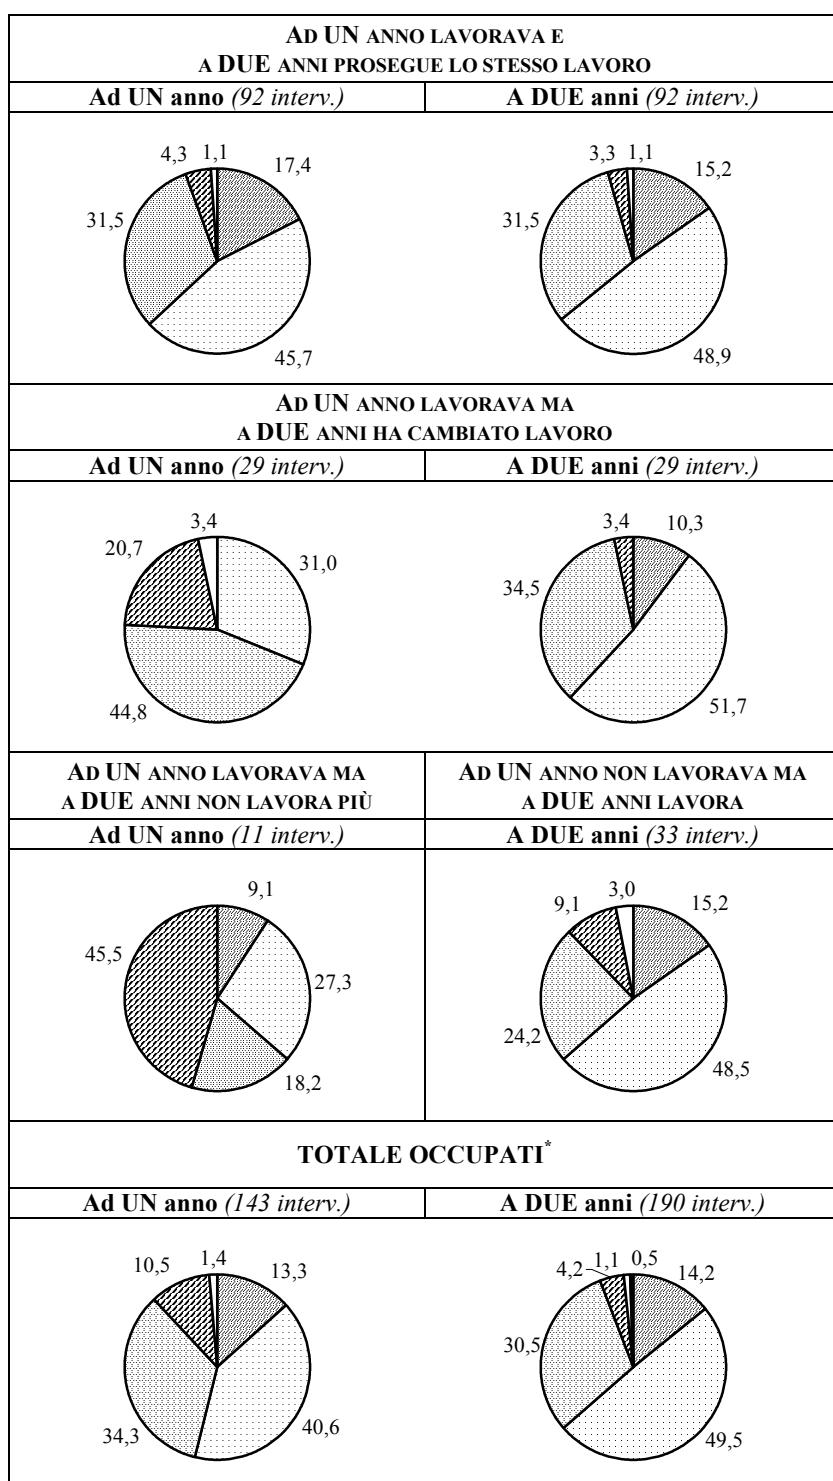 AD UN ANNO LAVORAVA E
A DUE ANNI PROSEGUE LO STESSO LAVORO
Ad UN anno (92 interv.)
A DUE anni (92 interv.)
4,3 1,1 17,4
31,5
45,7
3,3 1,1 15,2
31,5
48,9
AD UN ANNO LAVORAVA MA
A DUE ANNI HA CAMBIATO LAVORO
Ad UN anno (29 interv.)
A DUE anni (29 interv.)
3,4
20,7 31,0
44,8
3,4 10,3
34,5
51,7
AD UN ANNO LAVORAVA MA
A DUE ANNI NON LAVORA PIÙ
AD UN ANNO NON LAVORAVA MA
A DUE ANNI LAVORA
Ad UN anno (11 interv.)
A DUE anni (33 interv.)
9,1
45,5
27,3
18,2
9,1 3,0 15,2
24,2
48,5
TOTALE OCCUPATI*
Ad UN anno (143 interv.)
A DUE anni (190 interv.)
10,5 1,4 13,3
34,3 40,6
4,2 1,1 0,5 14,2
30,5
49,5